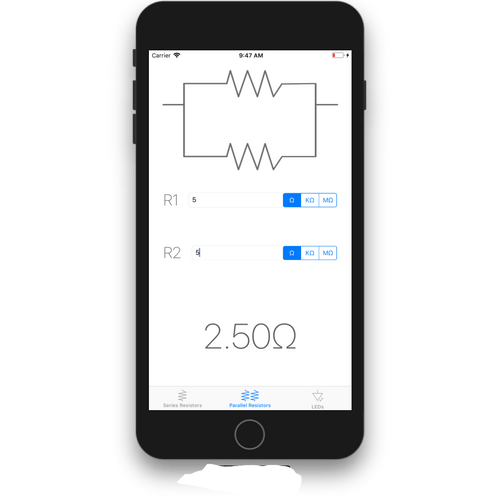 Carrier 9:47 AM
R1 5 Ω KΩ MΩ
R2 5 Ω KΩ MΩ
2.50Ω
Series Resistors Parallel Resistors LEDs